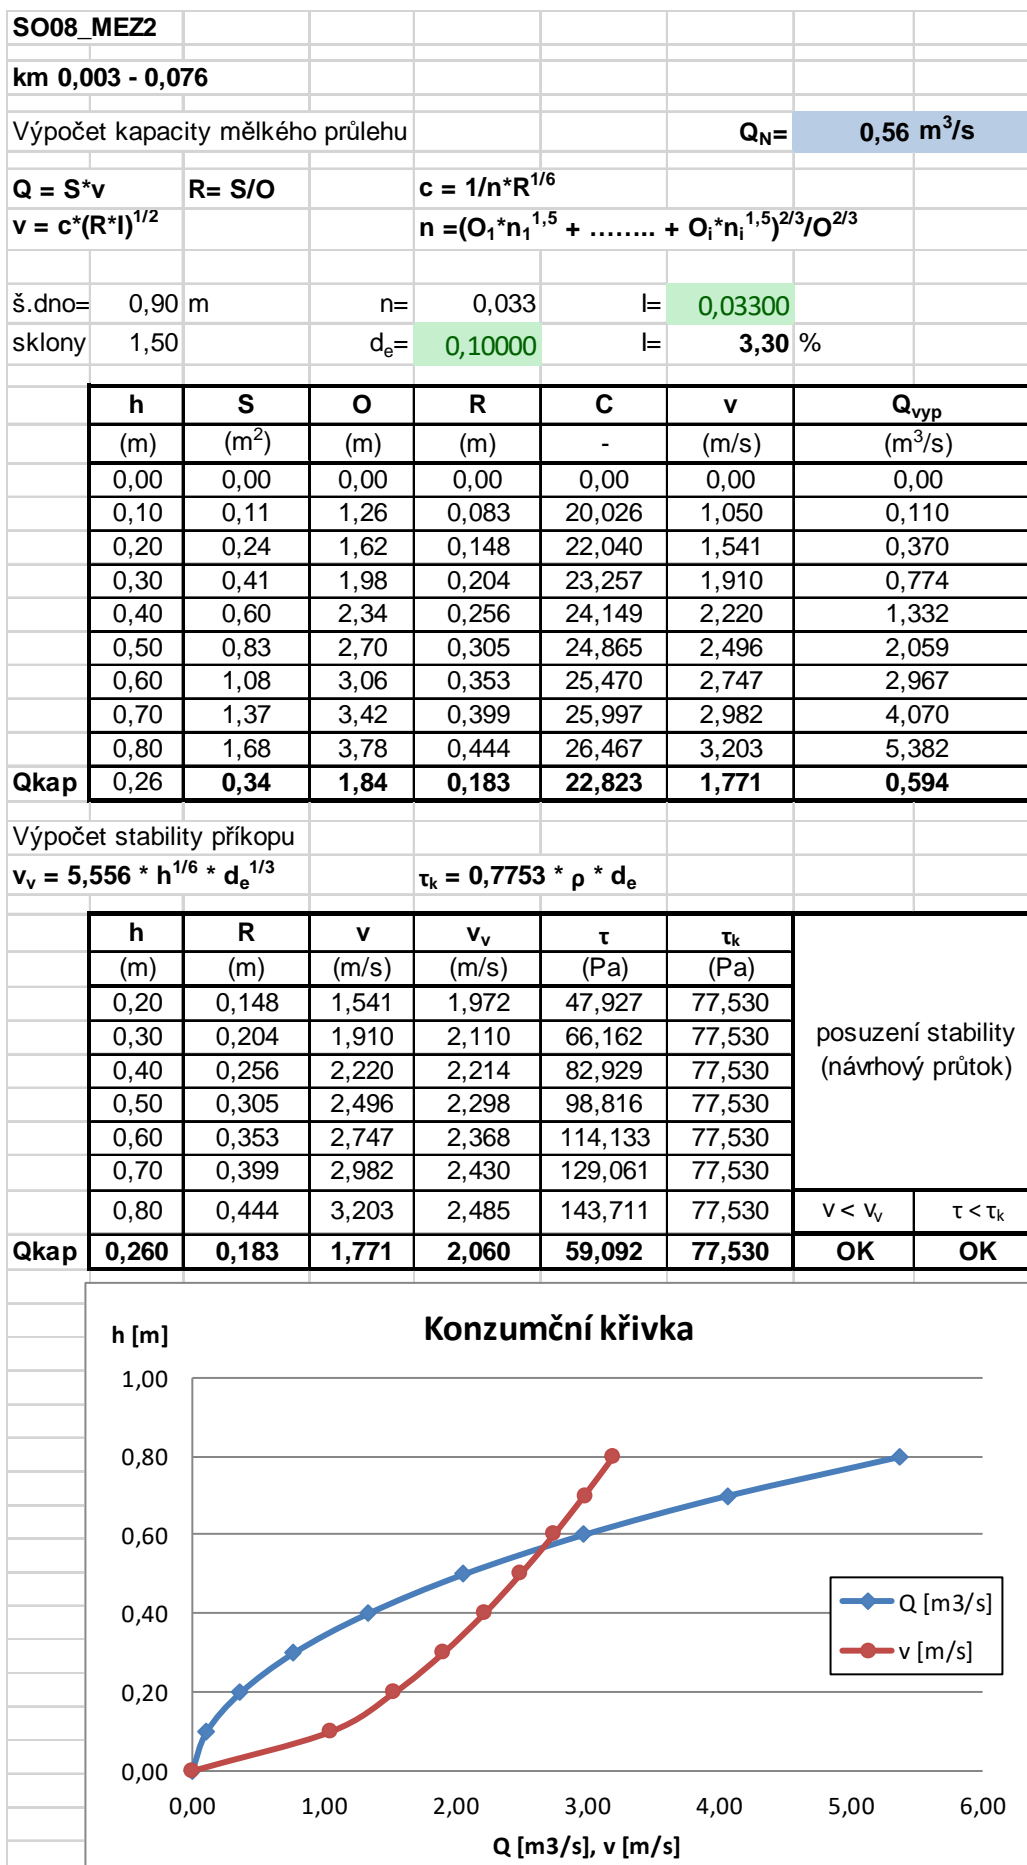 SO08_MEZ2
km 0,003 - 0,076
Výpočet kapacity mělkého průlehu Q_N= 0,56 m³/s
Q = S*v R= S/O c = 1/n*R^1/6
v = c*(R*I)^1/2 n =(O₁*n₁^1,5 + …….. + Oᵢ*nᵢ^1,5)^2/3/O^2/3
š.dno= 0,90 m n= 0,033 I= 0,03300
sklony 1,50 dₑ= 0,10000 I= 3,30 %
h S O R C v Q_vyp
(m) (m²) (m) (m) - (m/s) (m³/s)
0,00 0,00 0,00 0,00 0,00 0,00 0,00
0,10 0,11 1,26 0,083 20,026 1,050 0,110
0,20 0,24 1,62 0,148 22,040 1,541 0,370
0,30 0,41 1,98 0,204 23,257 1,910 0,774
0,40 0,60 2,34 0,256 24,149 2,220 1,332
0,50 0,83 2,70 0,305 24,865 2,496 2,059
0,60 1,08 3,06 0,353 25,470 2,747 2,967
0,70 1,37 3,42 0,399 25,997 2,982 4,070
0,80 1,68 3,78 0,444 26,467 3,203 5,382
Qkap 0,26 0,34 1,84 0,183 22,823 1,771 0,594
Výpočet stability příkopu
vᵥ = 5,556 * h^1/6 * dₑ^1/3 τₖ = 0,7753 * ρ * dₑ
h R v vᵥ τ τₖ
(m) (m) (m/s) (m/s) (Pa) (Pa)
0,20 0,148 1,541 1,972 47,927 77,530
0,30 0,204 1,910 2,110 66,162 77,530 posuzení stability
0,40 0,256 2,220 2,214 82,929 77,530 (návrhový průtok)
0,50 0,305 2,496 2,298 98,816 77,530
0,60 0,353 2,747 2,368 114,133 77,530
0,70 0,399 2,982 2,430 129,061 77,530
0,80 0,444 3,203 2,485 143,711 77,530 v < vᵥ τ < τₖ
Qkap 0,260 0,183 1,771 2,060 59,092 77,530 OK OK
h [m] Konzumční křivka
1,00
0,80
0,60
0,40
0,20
0,00
Q [m3/s]
v [m/s]
0,00 1,00 2,00 3,00 4,00 5,00 6,00
Q [m3/s], v [m/s]